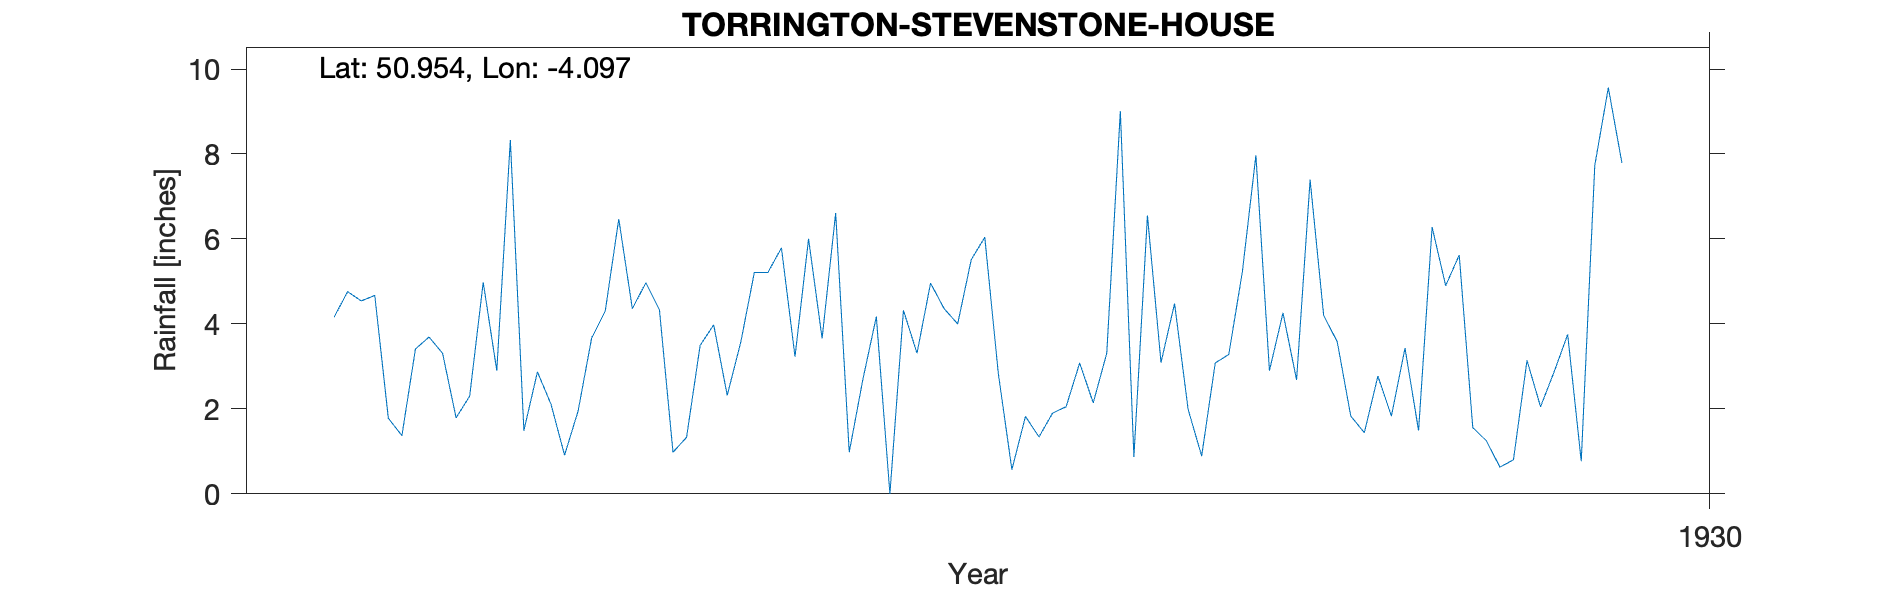 TORRINGTON-STEVENSTONE-HOUSE
Lat: 50.954, Lon: -4.097
10
8
6
4
2
0
Rainfall [inches]
1930
Year